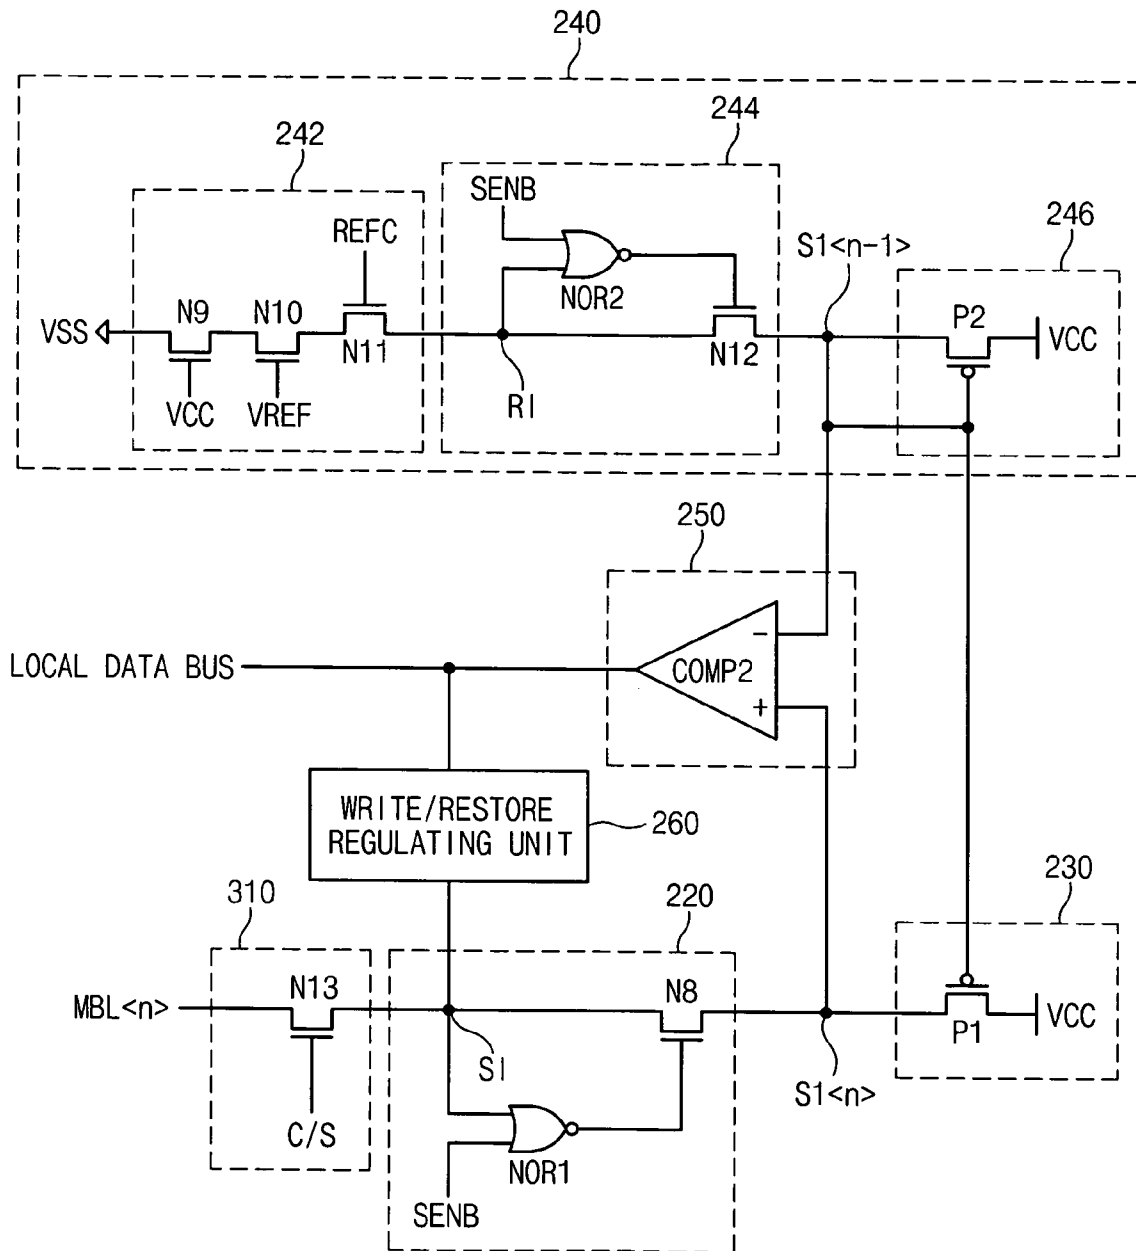 240
244
242
SENB
246
REFC
S1<n-1>
NOR2
N9
N10
P2
VSS
N11
N12
VCC
VCC
VREF
RI
250
-
LOCAL DATA BUS
COMP2
+
WRITE/RESTORE
REGULATING UNIT
260
310
220
230
N13
N8
MBL<n>
VCC
P1
SI
S1<n>
C/S
NOR1
SENB